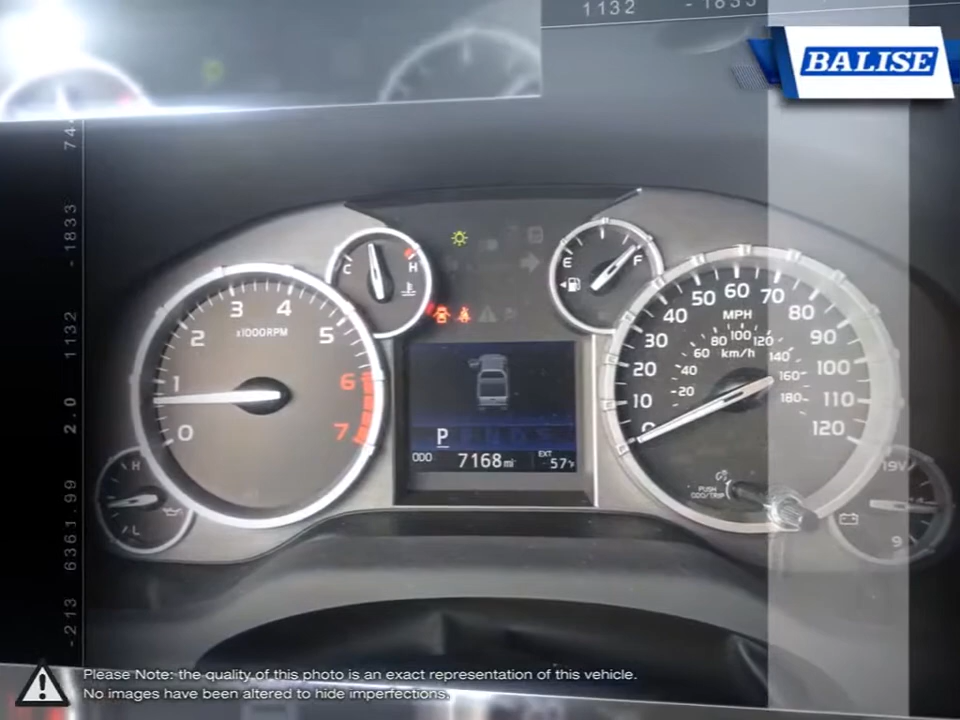 1132 -1833
BALISE
74
-1833
1132
2.0
6361.99
-213
C H
E F
x1000RPM
0 1 2 3 4 5 6 7
MPH
0 10 20 30 40 50 60 70 80 90 100 110 120
km/h
20 40 60 80 100 120 140 160 180
P
ODO 7168 mi EXT 57°F
H
L
PUSH
ODO/TRIP
19V
9
Please Note: the quality of this photo is an exact representation of this vehicle.
No images have been altered to hide imperfections.